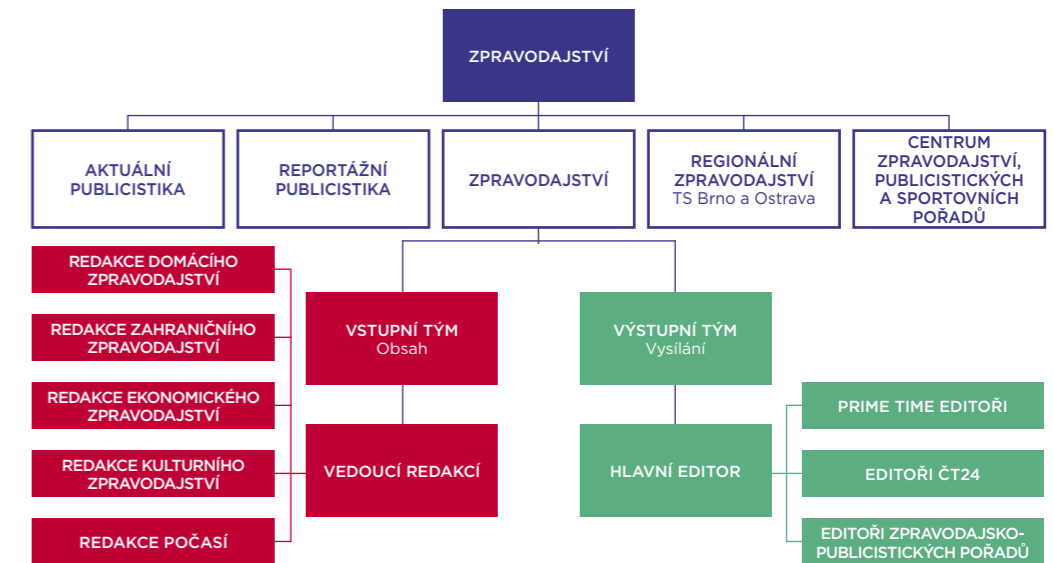 ZPRAVODAJSTVÍ
AKTUÁLNÍ
PUBLICISTIKA
REPORTÁŽNÍ
PUBLICISTIKA
ZPRAVODAJSTVÍ
REGIONÁLNÍ
ZPRAVODAJSTVÍ
TS Brno a Ostrava
CENTRUM
ZPRAVODAJSTVÍ,
PUBLICISTICKÝCH
A SPORTOVNÍCH
POŘADŮ
REDAKCE DOMÁCÍHO
ZPRAVODAJSTVÍ
REDAKCE ZAHRANIČNÍHO
ZPRAVODAJSTVÍ
REDAKCE EKONOMICKÉHO
ZPRAVODAJSTVÍ
REDAKCE KULTURNÍHO
ZPRAVODAJSTVÍ
REDAKCE POČASÍ
VSTUPNÍ TÝM
Obsah
VEDOUCÍ REDAKCÍ
VÝSTUPNÍ TÝM
Vysílání
HLAVNÍ EDITOR
PRIME TIME EDITOŘI
EDITOŘI ČT24
EDITOŘI ZPRAVODAJSKO-
PUBLICISTICKÝCH POŘADŮ